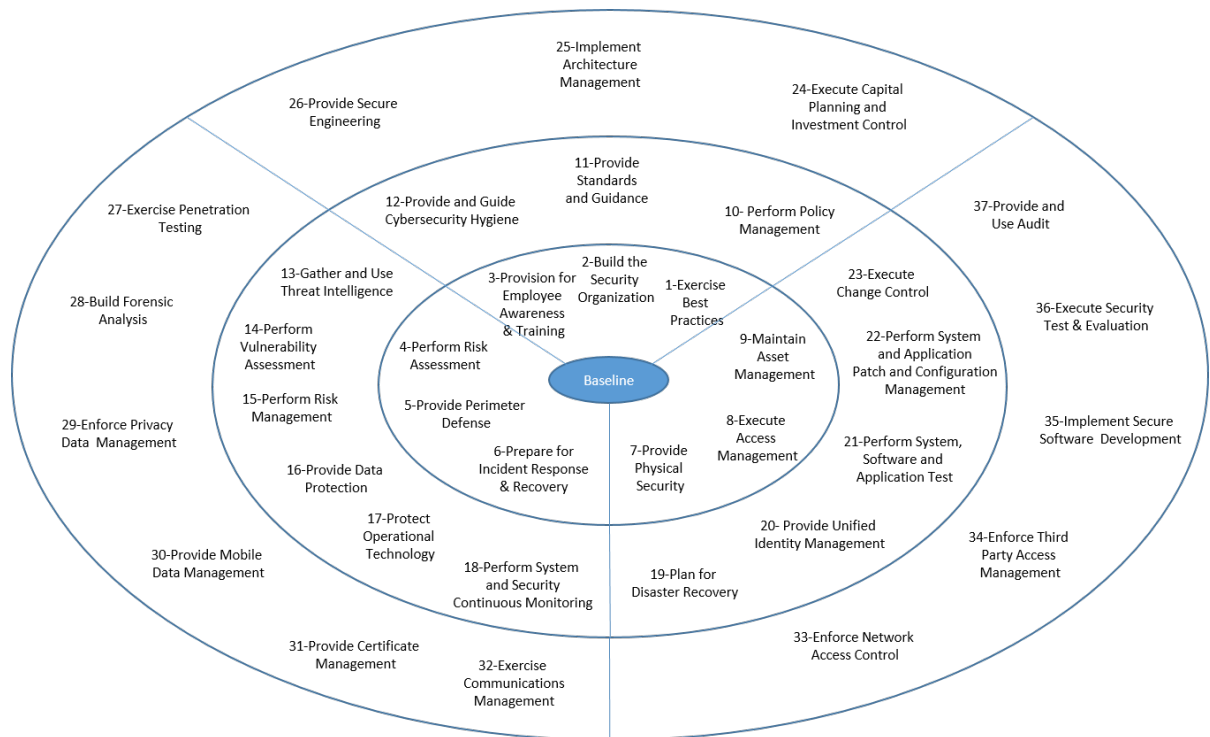 25-Implement
Architecture
Management
24-Execute Capital
Planning and
Investment Control
26-Provide Secure
Engineering
11-Provide
Standards
and Guidance
12-Provide and Guide
Cybersecurity Hygiene
10- Perform Policy
Management
27-Exercise Penetration
Testing
37-Provide and
Use Audit
2-Build the
Security
Organization
3-Provision for
Employee
Awareness
& Training
1-Exercise
Best
Practices
13-Gather and Use
Threat Intelligence
23-Execute
Change Control
28-Build Forensic
Analysis
36-Execute Security
Test & Evaluation
14-Perform
Vulnerability
Assessment
4-Perform Risk
Assessment
9-Maintain
Asset
Management
22-Perform System
and Application
Patch and Configuration
Management
Baseline
15-Perform Risk
Management
5-Provide Perimeter
Defense
8-Execute
Access
Management
29-Enforce Privacy
Data  Management
35-Implement Secure
Software  Development
6-Prepare for
Incident Response
& Recovery
7-Provide
Physical
Security
21-Perform System,
Software and
Application Test
16-Provide Data
Protection
17-Protect
Operational
Technology
20- Provide Unified
Identity Management
34-Enforce Third
Party Access
Management
30-Provide Mobile
Data Management
18-Perform System
and Security
Continuous Monitoring
19-Plan for
Disaster Recovery
31-Provide Certificate
Management
33-Enforce Network
Access Control
32-Exercise
Communications
Management